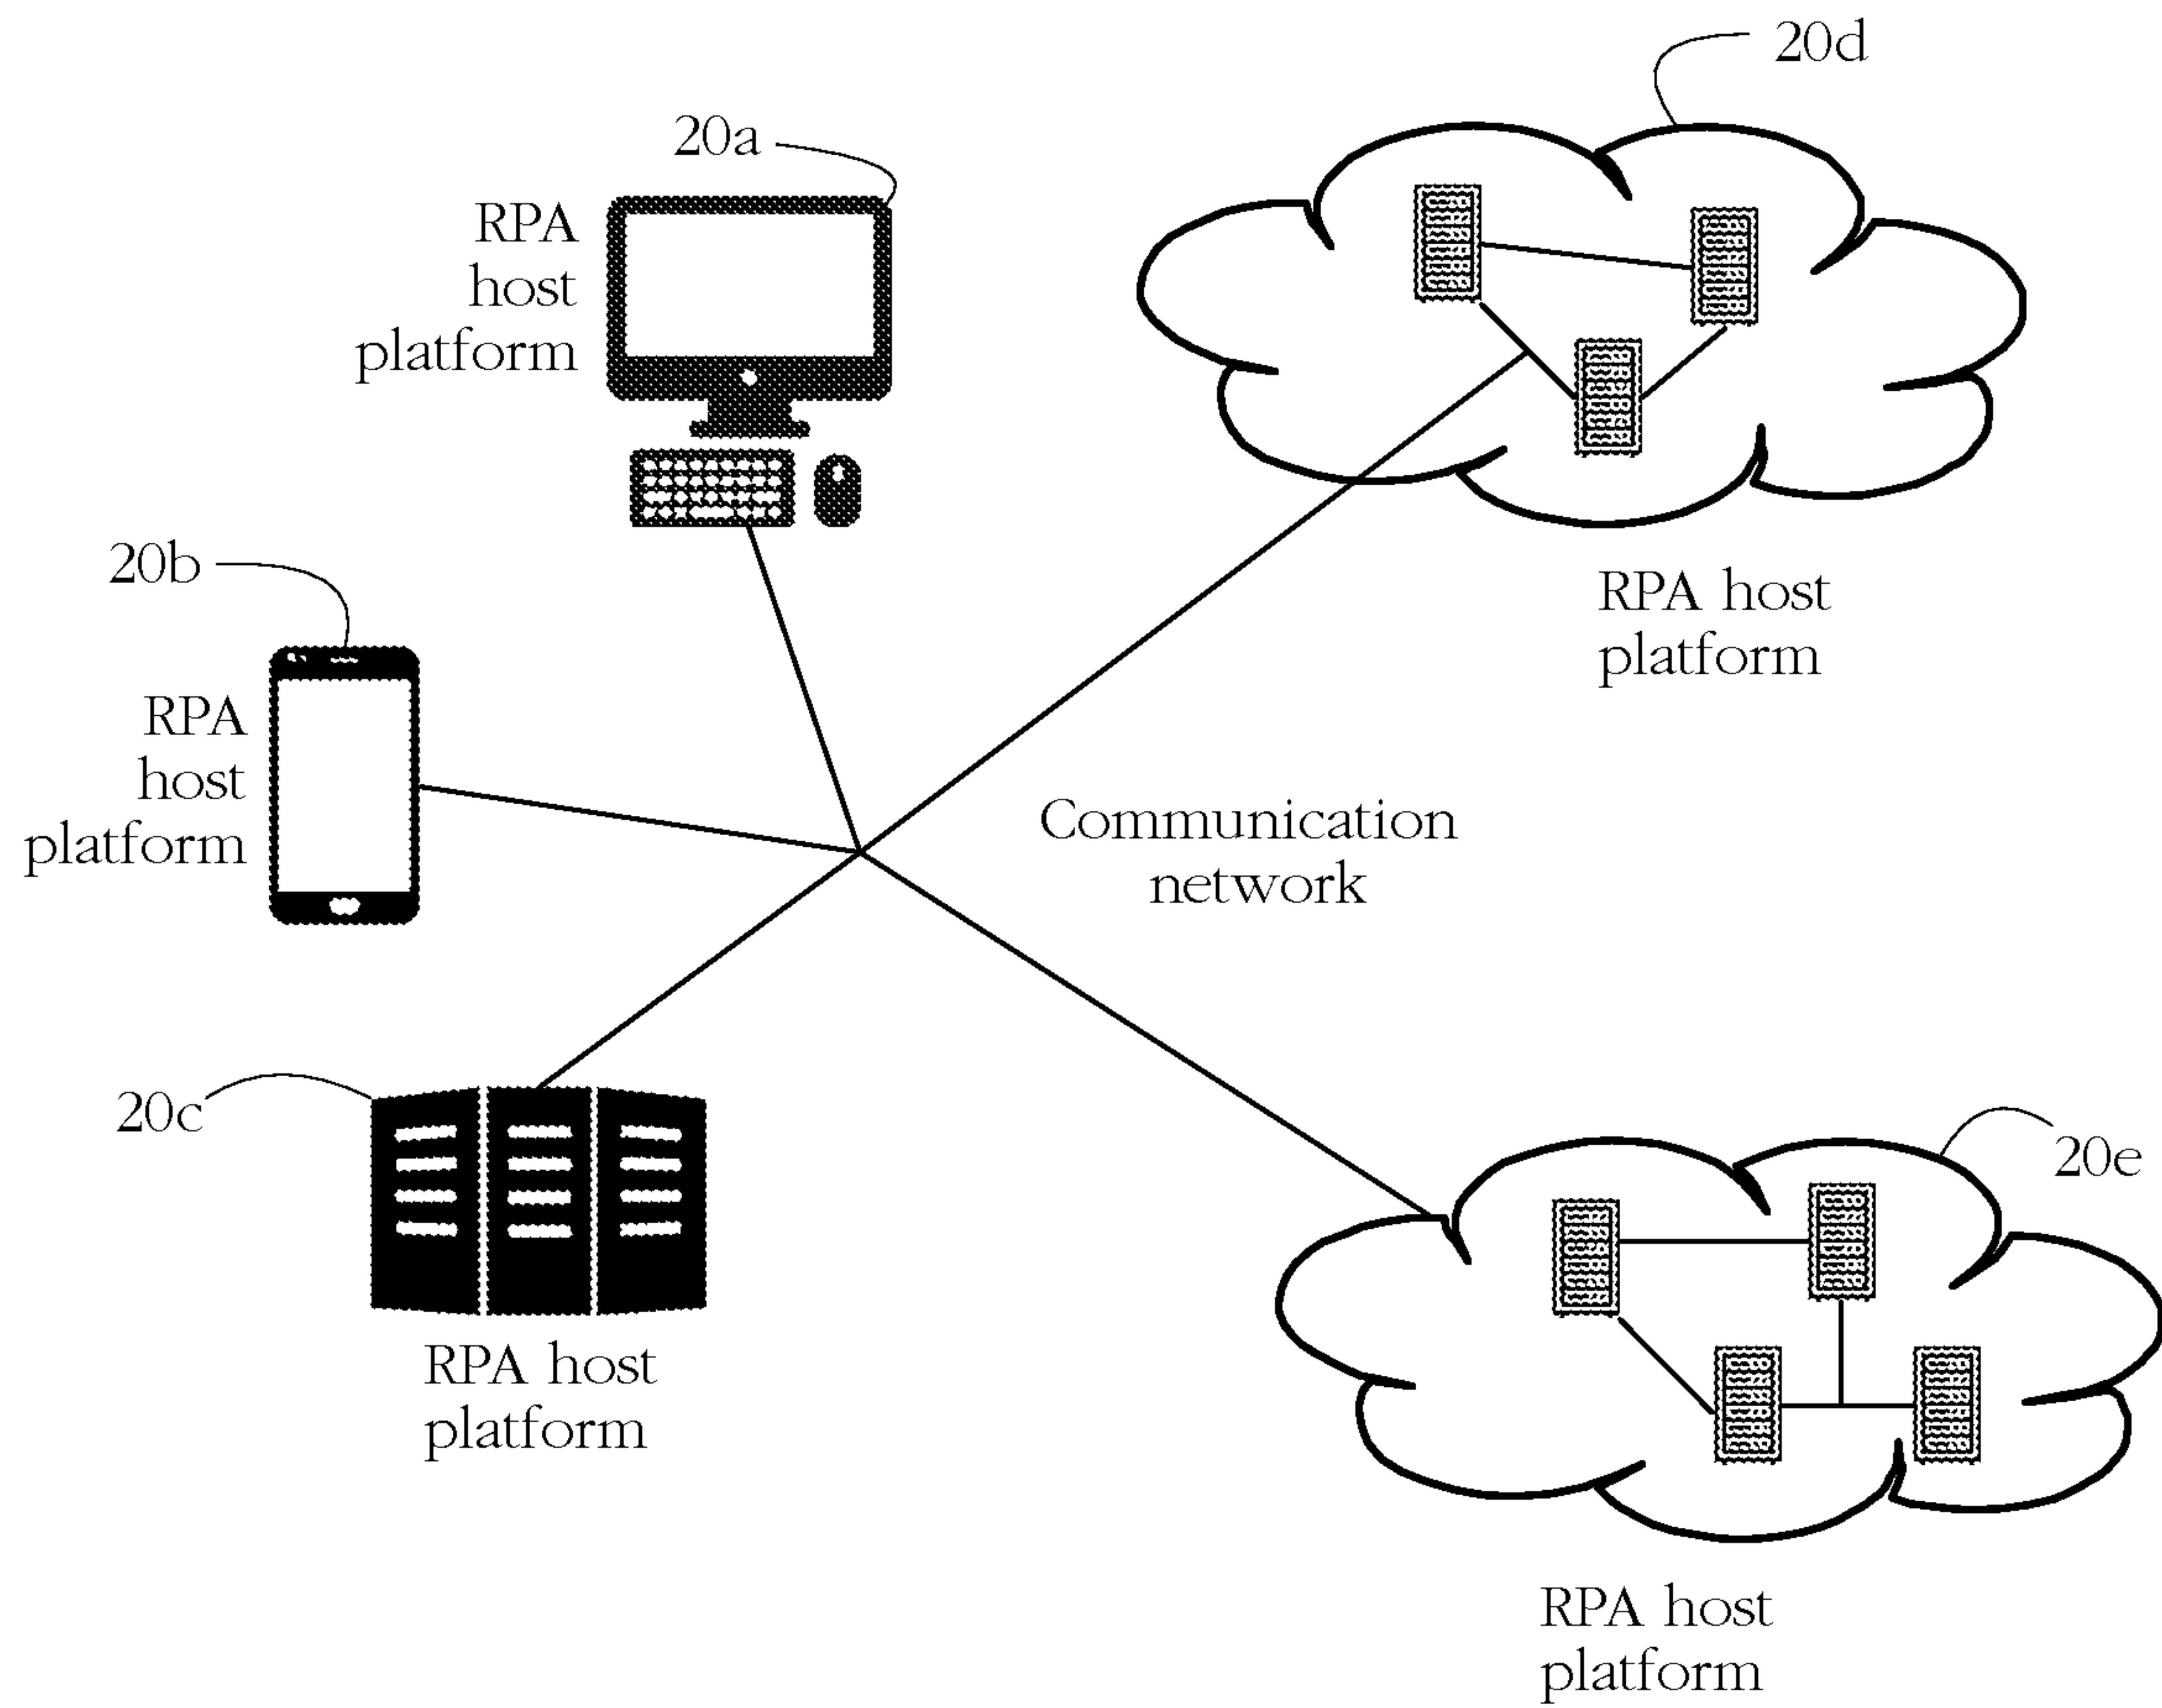 20d
20a
RPA
host
platform
20b
RPA host
platform
RPA
host
platform
Communication
network
20c
20e
RPA host
platform
RPA host
platform